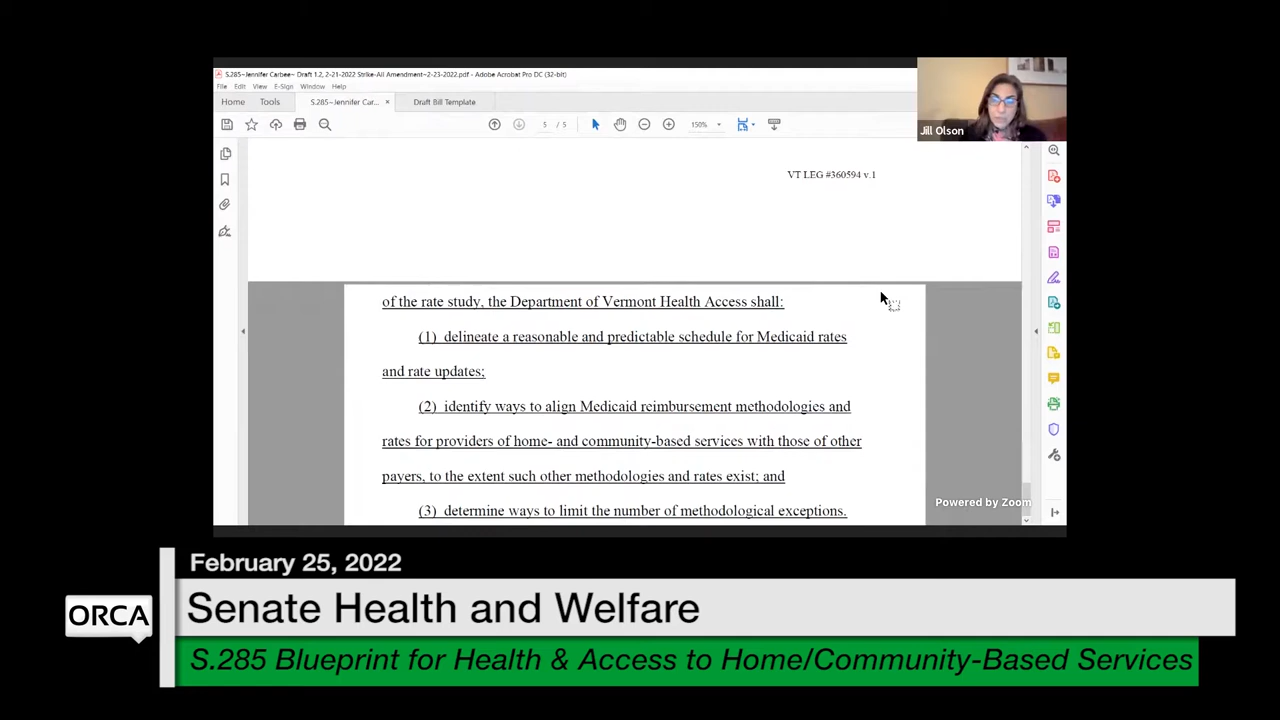 S.285~Jennifer Carbee~ Draft 1.2, 2-21-2022 Strike-All Amendment~2-23-2022.pdf - Adobe Acrobat Pro DC (32-bit)
File Edit View E-Sign Window Help
Home Tools S.285~Jennifer Car... × Draft Bill Template
5 / 5 150%
Jill Olson
VT LEG #360594 v.1
of the rate study, the Department of Vermont Health Access shall:
(1) delineate a reasonable and predictable schedule for Medicaid rates
and rate updates;
(2) identify ways to align Medicaid reimbursement methodologies and
rates for providers of home- and community-based services with those of other
payers, to the extent such other methodologies and rates exist; and
(3) determine ways to limit the number of methodological exceptions.
Powered by Zoom
February 25, 2022
ORCA
Senate Health and Welfare
S.285 Blueprint for Health & Access to Home/Community-Based Services